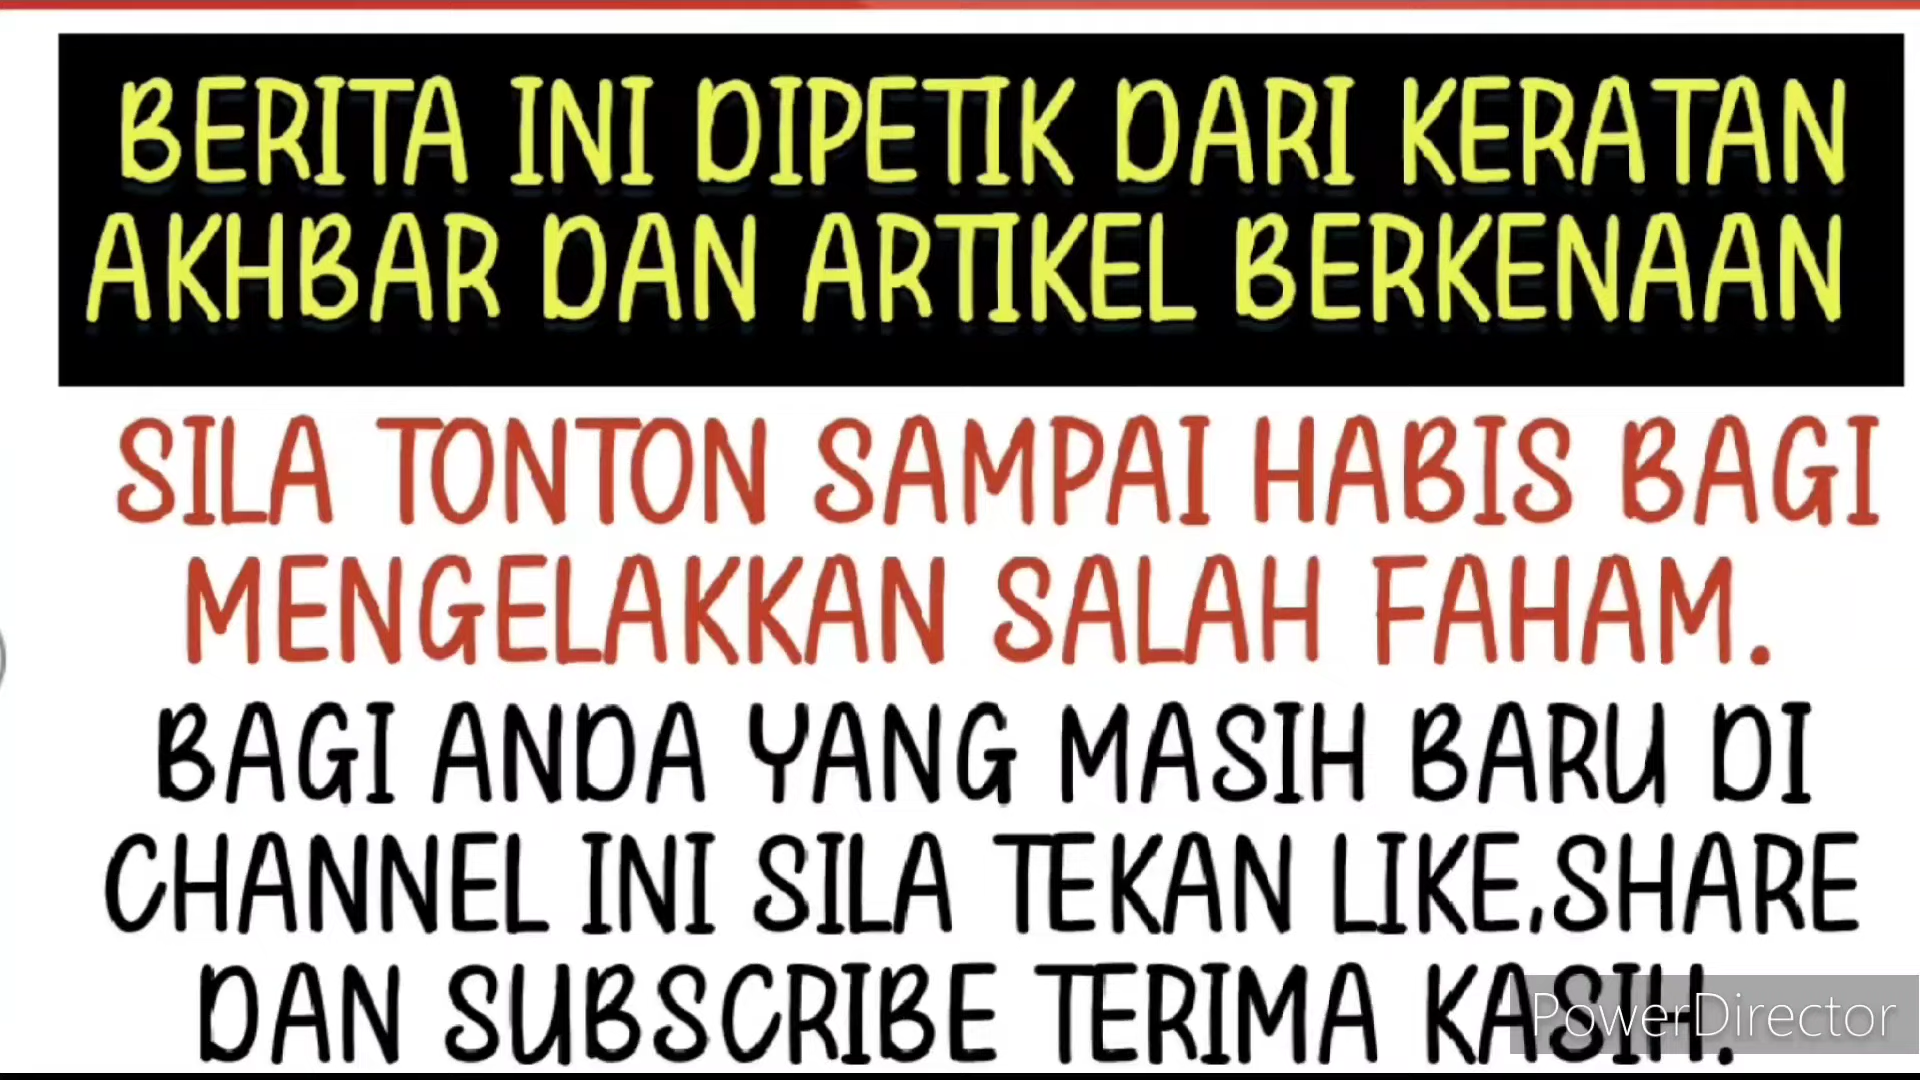 BERITA INI DIPETIK DARI KERATAN
AKHBAR DAN ARTIKEL BERKENAAN
SILA TONTON SAMPAI HABIS BAGI
MENGELAKKAN SALAH FAHAM.
BAGI ANDA YANG MASIH BARU DI
CHANNEL INI SILA TEKAN LIKE,SHARE
DAN SUBSCRIBE TERIMA KASIH.
PowerDirector